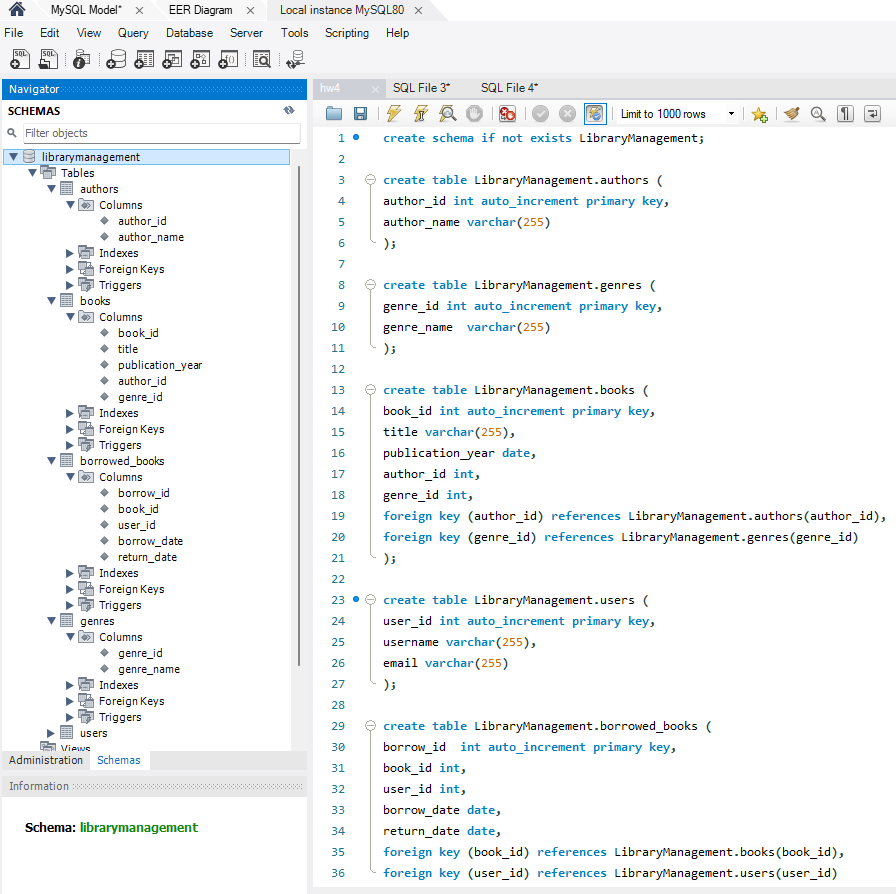 MySQL Model* × EER Diagram × Local instance MySQL80 ×
File Edit View Query Database Server Tools Scripting Help
Navigator
SCHEMAS
Filter objects
librarymanagement
Tables
authors
Columns
author_id
author_name
Indexes
Foreign Keys
Triggers
books
Columns
book_id
title
publication_year
author_id
genre_id
Indexes
Foreign Keys
Triggers
borrowed_books
Columns
borrow_id
book_id
user_id
borrow_date
return_date
Indexes
Foreign Keys
Triggers
genres
Columns
genre_id
genre_name
Indexes
Foreign Keys
Triggers
users
Views
Administration Schemas
Information
Schema: librarymanagement
hw4 × SQL File 3* SQL File 4*
Limit to 1000 rows
1 create schema if not exists LibraryManagement;
2
3 create table LibraryManagement.authors (
4 author_id int auto_increment primary key,
5 author_name varchar(255)
6 );
7
8 create table LibraryManagement.genres (
9 genre_id int auto_increment primary key,
10 genre_name  varchar(255)
11 );
12
13 create table LibraryManagement.books (
14 book_id int auto_increment primary key,
15 title varchar(255),
16 publication_year date,
17 author_id int,
18 genre_id int,
19 foreign key (author_id) references LibraryManagement.authors(author_id),
20 foreign key (genre_id) references LibraryManagement.genres(genre_id)
21 );
22
23 create table LibraryManagement.users (
24 user_id int auto_increment primary key,
25 username varchar(255),
26 email varchar(255)
27 );
28
29 create table LibraryManagement.borrowed_books (
30 borrow_id  int auto_increment primary key,
31 book_id int,
32 user_id int,
33 borrow_date date,
34 return_date date,
35 foreign key (book_id) references LibraryManagement.books(book_id),
36 foreign key (user_id) references LibraryManagement.users(user_id)